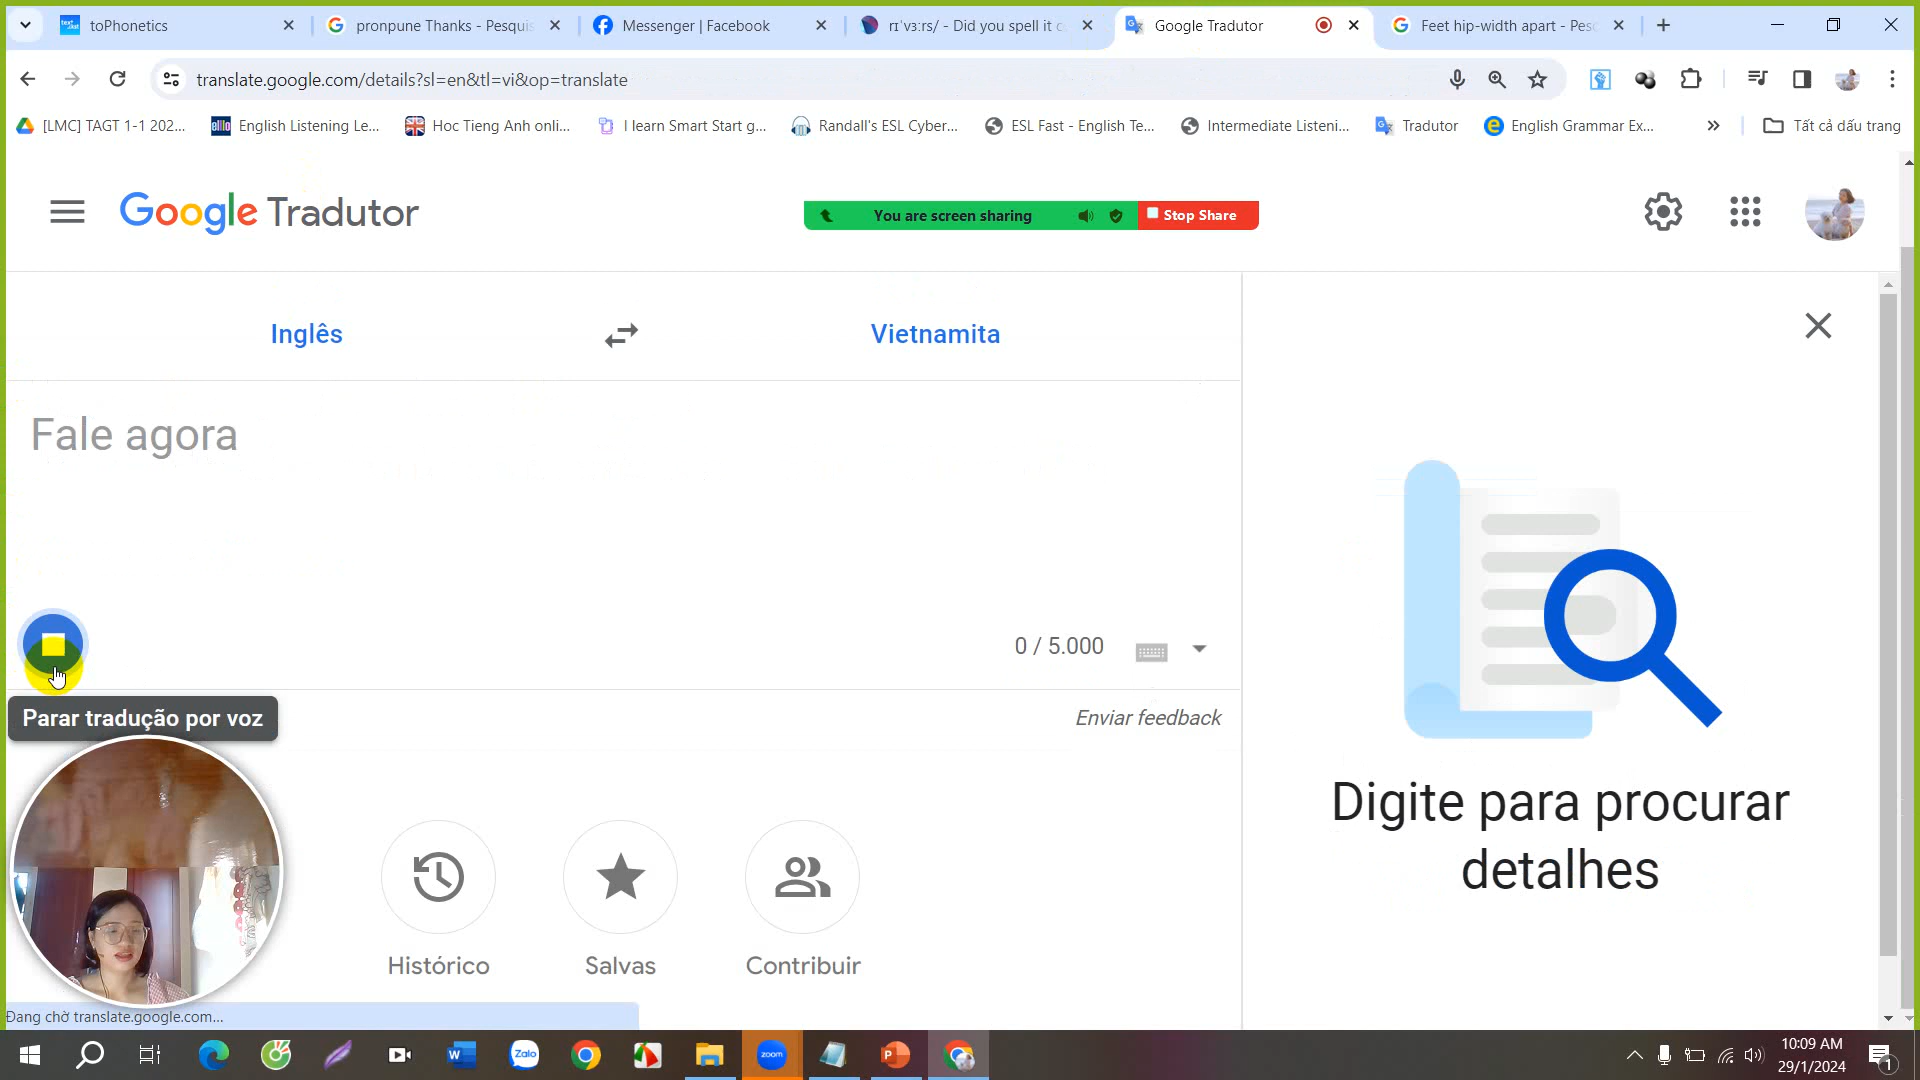 toPhonetics
pronpune Thanks - Pesquis
Messenger | Facebook
rɪˈvɜːrs/ - Did you spell it c
Google Tradutor
Feet hip-width apart - Pes
translate.google.com/details?sl=en&tl=vi&op=translate
[LMC] TAGT 1-1 202...
English Listening Le...
Hoc Tieng Anh onli...
I learn Smart Start g...
Randall's ESL Cyber...
ESL Fast - English Te...
Intermediate Listeni...
Tradutor
English Grammar Ex...
Tất cả dấu trang
Google Tradutor
You are screen sharing
Stop Share
Inglês
Vietnamita
Fale agora
0 / 5.000
Parar tradução por voz
Enviar feedback
Digite para procurar
detalhes
Histórico
Salvas
Contribuir
Đang chờ translate.google.com...
Zalo
zoom
10:09 AM
29/1/2024
1